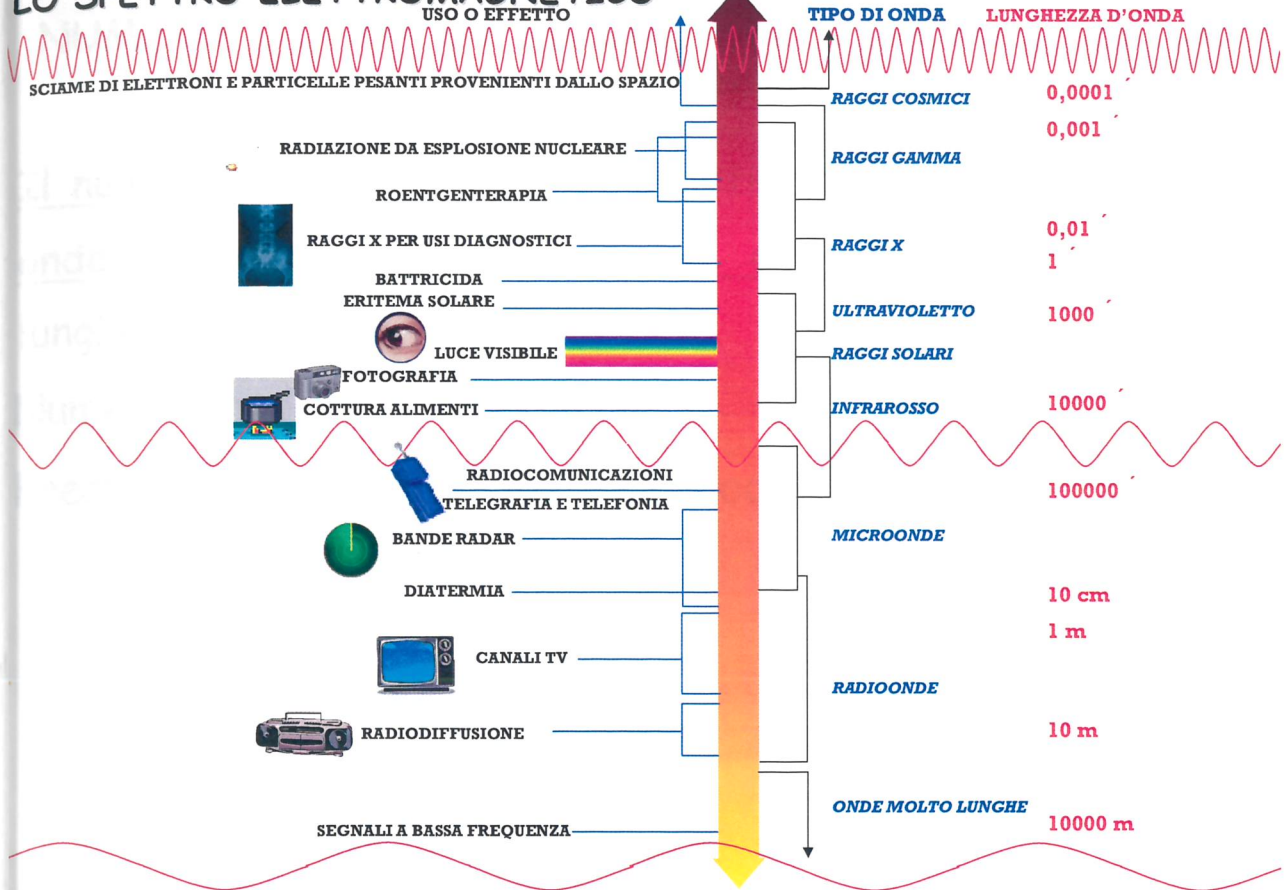 LO SPETTRO ELETTROMAGNETICO
USO O EFFETTO
TIPO DI ONDA
LUNGHEZZA D'ONDA
SCIAME DI ELETTRONI E PARTICELLE PESANTI PROVENIENTI DALLO SPAZIO
RAGGI COSMICI
0,0001 ´
0,001 ´
RADIAZIONE DA ESPLOSIONE NUCLEARE
RAGGI GAMMA
ROENTGENTERAPIA
0,01 ´
RAGGI X PER USI DIAGNOSTICI
RAGGI X
1 ´
BATTRICIDA
ERITEMA SOLARE
ULTRAVIOLETTO
1000 ´
LUCE VISIBILE
RAGGI SOLARI
FOTOGRAFIA
COTTURA ALIMENTI
INFRAROSSO
10000 ´
RADIOCOMUNICAZIONI
100000 ´
TELEGRAFIA E TELEFONIA
BANDE RADAR
MICROONDE
DIATERMIA
10 cm
1 m
CANALI TV
RADIOONDE
RADIODIFFUSIONE
10 m
ONDE MOLTO LUNGHE
SEGNALI A BASSA FREQUENZA
10000 m